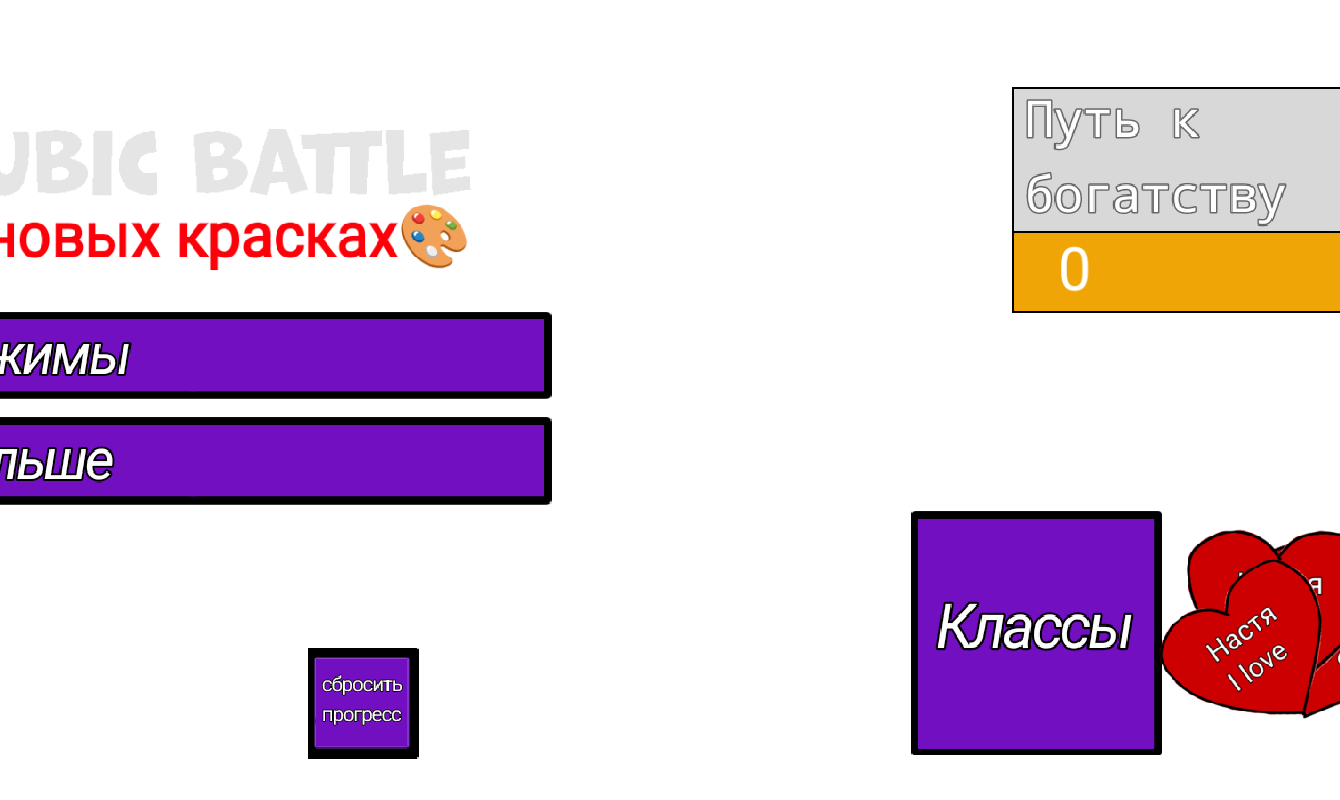 UBIC BATTLE
новых красках
жимы
льше
сбросить
прогресс
Путь к
богатству
0
Классы
я
Настя
I love